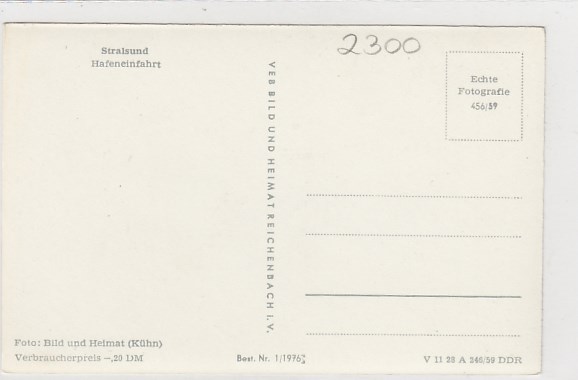 Stralsund
Hafeneinfahrt
2300
Echte
Fotografie
456/59
VEB BILD UND HEIMAT REICHENBACH I. V.
Foto: Bild und Heimat (Kühn)
Verbraucherpreis —,20 DM
Best. Nr. 1/1976
V 11 28 A 246/59 DDR